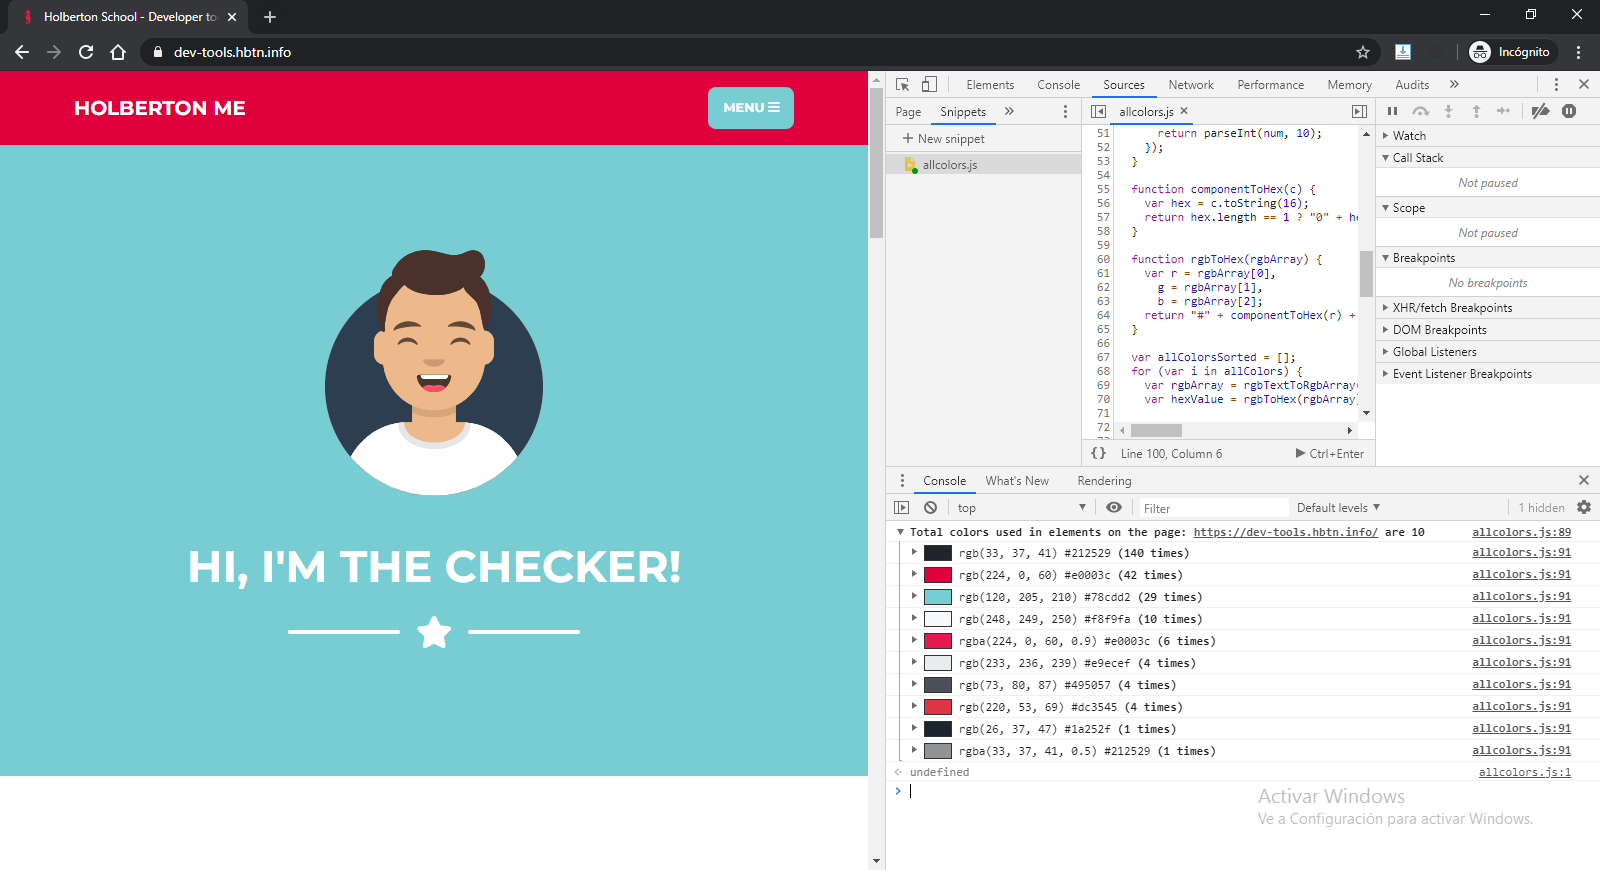 Holberton School - Developer to
dev-tools.hbtn.info
Incógnito
HOLBERTON ME
MENU
HI, I'M THE CHECKER!
Elements Console Sources Network Performance Memory Audits
Page Snippets
allcolors.js
New snippet
allcolors.js
51 return parseInt(num, 10);
52 });
53 }
54
55 function componentToHex(c) {
56 var hex = c.toString(16);
57 return hex.length == 1 ? "0" + he
58 }
59
60 function rgbToHex(rgbArray) {
61 var r = rgbArray[0],
62 g = rgbArray[1],
63 b = rgbArray[2];
64 return "#" + componentToHex(r) +
65 }
66
67 var allColorsSorted = [];
68 for (var i in allColors) {
69 var rgbArray = rgbTextToRgbArray
70 var hexValue = rgbToHex(rgbArray
71
72
{} Line 100, Column 6
Ctrl+Enter
Watch
Call Stack
Not paused
Scope
Not paused
Breakpoints
No breakpoints
XHR/fetch Breakpoints
DOM Breakpoints
Global Listeners
Event Listener Breakpoints
Console What's New Rendering
top Filter Default levels 1 hidden
Total colors used in elements on the page: https://dev-tools.hbtn.info/ are 10 allcolors.js:89
rgb(33, 37, 41) #212529 (140 times) allcolors.js:91
rgb(224, 0, 60) #e0003c (42 times) allcolors.js:91
rgb(120, 205, 210) #78cdd2 (29 times) allcolors.js:91
rgb(248, 249, 250) #f8f9fa (10 times) allcolors.js:91
rgba(224, 0, 60, 0.9) #e0003c (6 times) allcolors.js:91
rgb(233, 236, 239) #e9ecef (4 times) allcolors.js:91
rgb(73, 80, 87) #495057 (4 times) allcolors.js:91
rgb(220, 53, 69) #dc3545 (4 times) allcolors.js:91
rgb(26, 37, 47) #1a252f (1 times) allcolors.js:91
rgba(33, 37, 41, 0.5) #212529 (1 times) allcolors.js:91
undefined allcolors.js:1
Activar Windows
Ve a Configuración para activar Windows.